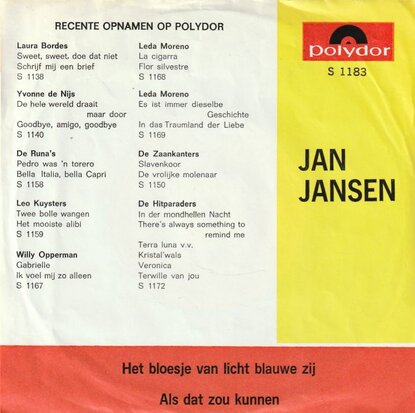 RECENTE OPNAMEN OP POLYDOR
Laura Bordes
Sweet, sweet, doe dat niet
Schrijf mij een brief
S 1138
Yvonne de Nijs
De hele wereld draait
maar door
Goodbye, amigo, goodbye
S 1140
De Runa's
Pedro was 'n torero
Bella Italia, bella Capri
S 1158
Leo Kuysters
Twee bolle wangen
Het mooiste alibi
S 1159
Willy Opperman
Gabrielle
Ik voel mij zo alleen
S 1167
Leda Moreno
La cigarra
Flor silvestre
S 1168
Leda Moreno
Es ist immer dieselbe
Geschichte
In das Traumland der Liebe
S 1169
De Zaankanters
Slavenkoor
De vrolijke molenaar
S 1150
De Hitparaders
In der mondhellen Nacht
There's always something to
remind me
Terra luna v.v.
Kristal'wals
Veronica
Terwille van jou
S 1172
Polydor
S 1183
JAN
JANSEN
Het bloesje van licht blauwe zij
Als dat zou kunnen